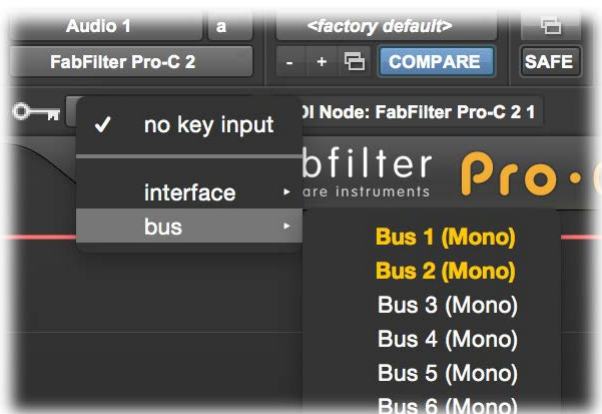 Audio 1 a <factory default>
FabFilter Pro-C 2 - + COMPARE SAFE
no key input
DI Node: FabFilter Pro-C 2 1
bfilter Pro·
are instruments
interface
bus
Bus 1 (Mono)
Bus 2 (Mono)
Bus 3 (Mono)
Bus 4 (Mono)
Bus 5 (Mono)
Bus 6 (Mono)